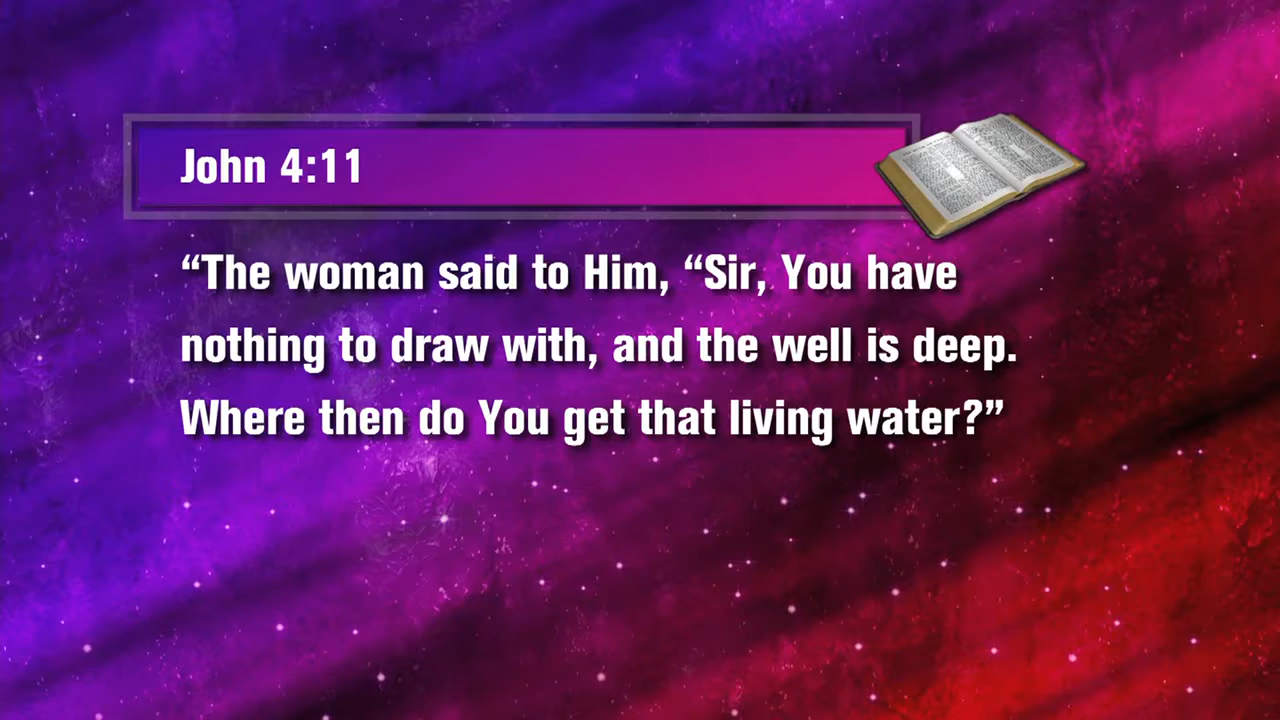 John 4:11
“The woman said to Him, “Sir, You have
nothing to draw with, and the well is deep.
Where then do You get that living water?”